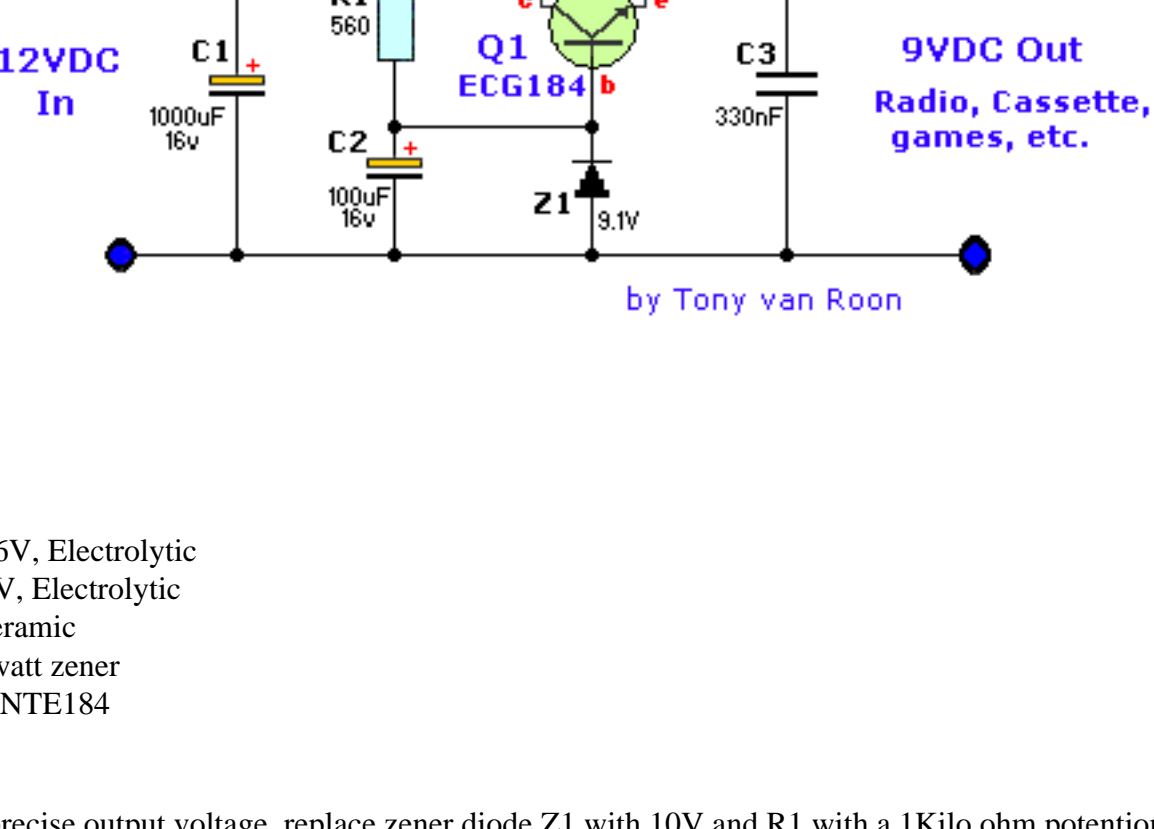 R1
c
e
560
12VDC
In
C1
+
1000uF
16v
Q1
ECG184
b
C3
330nF
9VDC Out
Radio, Cassette,
games, etc.
C2
+
100uF
16v
Z1
9.1V
by Tony van Roon
6V, Electrolytic
V, Electrolytic
eramic
watt zener
NTE184
recise output voltage, replace zener diode Z1 with 10V and R1 with a 1Kilo ohm potention